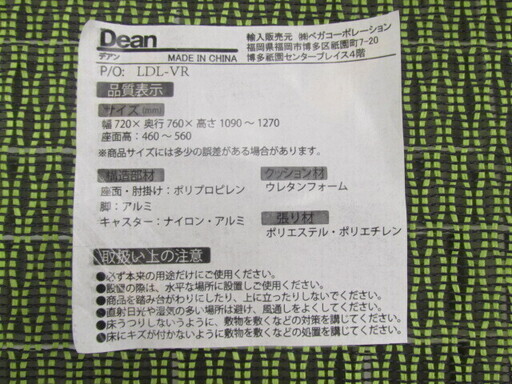 Dean
デアン
MADE IN CHINA
輸入販売元 ㈱ベガコーポレーション
福岡県福岡市博多区祇園町7-20
博多祇園センタープレイス4階
P/O: LDL-VR
品質表示
サイズ(mm)
幅720×奥行760×高さ1090～1270
座面高：460～560
※商品サイズには多少の誤差がある場合があります。
構造部材
座面・肘掛け：ポリプロピレン
脚：アルミ
キャスター：ナイロン・アルミ
クッション材
ウレタンフォーム
張り材
ポリエステル・ポリエチレン
取扱い上の注意
●必ず本来の用途だけにご使用ください。
●設置の際は、水平な場所に設置しご使用ください。
●商品を踏み台がわりにしたり、上に立ったりしないでください。
●直射日光や湿気の多い場所は避け、風通しをよくしてください。
●床うつりしないように、敷物を敷くなどの対策を講じてください。
●床にキズが付かないように、敷物を敷くなどの処置を講じてください。